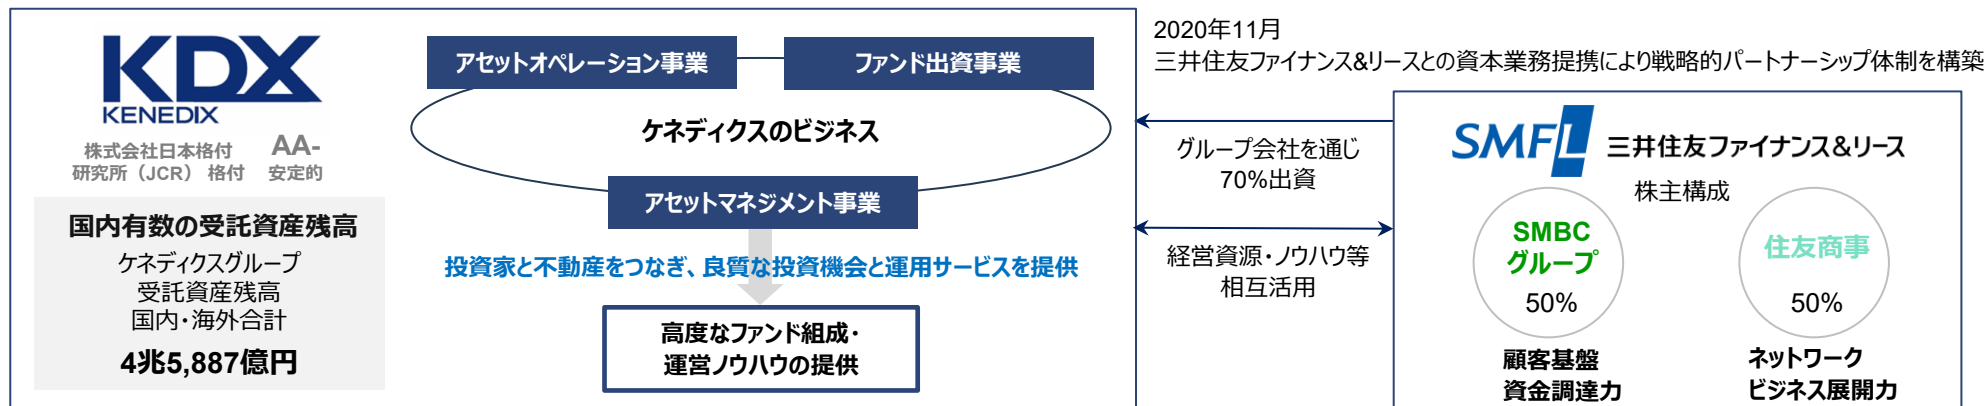 KDX
KENEDIX
株式会社日本格付
研究所（JCR） 格付
AA-
安定的
国内有数の受託資産残高
ケネディクスグループ
受託資産残高
国内・海外合計
4兆5,887億円
アセットオペレーション事業
ファンド出資事業
ケネディクスのビジネス
アセットマネジメント事業
投資家と不動産をつなぎ、良質な投資機会と運用サービスを提供
高度なファンド組成・
運営ノウハウの提供
2020年11月
三井住友ファイナンス&リースとの資本業務提携により戦略的パートナーシップ体制を構築
グループ会社を通じ
70%出資
経営資源・ノウハウ等
相互活用
SMFL 三井住友ファイナンス&リース
株主構成
SMBC
グループ
50%
顧客基盤
資金調達力
住友商事
50%
ネットワーク
ビジネス展開力